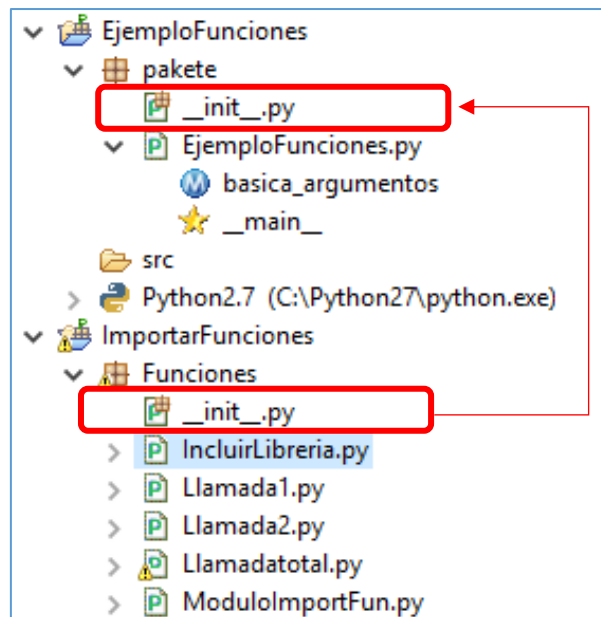 EjemploFunciones
pakete
__init__.py
EjemploFunciones.py
basica_argumentos
__main__
src
Python2.7 (C:\Python27\python.exe)
ImportarFunciones
Funciones
__init__.py
IncluirLibreria.py
Llamada1.py
Llamada2.py
Llamadatotal.py
ModuloImportFun.py